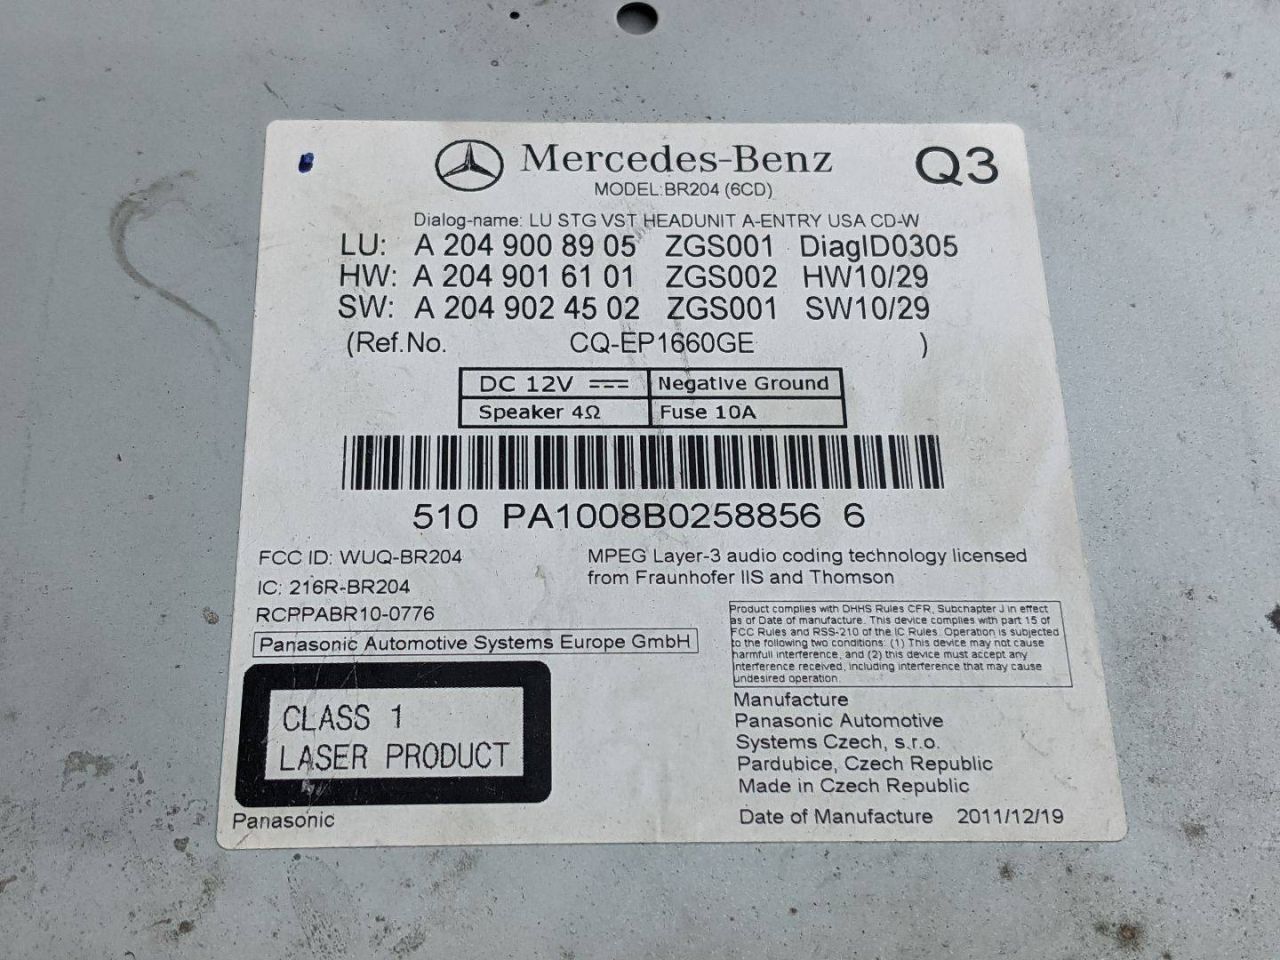 Mercedes-Benz
Q3
MODEL:BR204 (6CD)
Dialog-name: LU STG VST HEADUNIT A-ENTRY USA CD-W
LU: A 204 900 89 05 ZGS001 DiagID0305
HW: A 204 901 61 01 ZGS002 HW10/29
SW: A 204 902 45 02 ZGS001 SW10/29
(Ref.No. CQ-EP1660GE )
DC 12V Negative Ground
Speaker 4Ω Fuse 10A
510 PA1008B0258856 6
FCC ID: WUQ-BR204
IC: 216R-BR204
RCPPABR10-0776
Panasonic Automotive Systems Europe GmbH
CLASS 1
LASER PRODUCT
Panasonic
MPEG Layer-3 audio coding technology licensed
from Fraunhofer IIS and Thomson
Product complies with DHHS Rules CFR, Subchapter J in effect
as of Date of manufacture. This device complies with part 15 of
FCC Rules and RSS-210 of the IC Rules. Operation is subjected
to the following two conditions: (1) This device may not cause
harmfull interference, and (2) this device must accept any
interference received, including interference that may cause
undesired operation.
Manufacture
Panasonic Automotive
Systems Czech, s.r.o.
Pardubice, Czech Republic
Made in Czech Republic
Date of Manufacture 2011/12/19